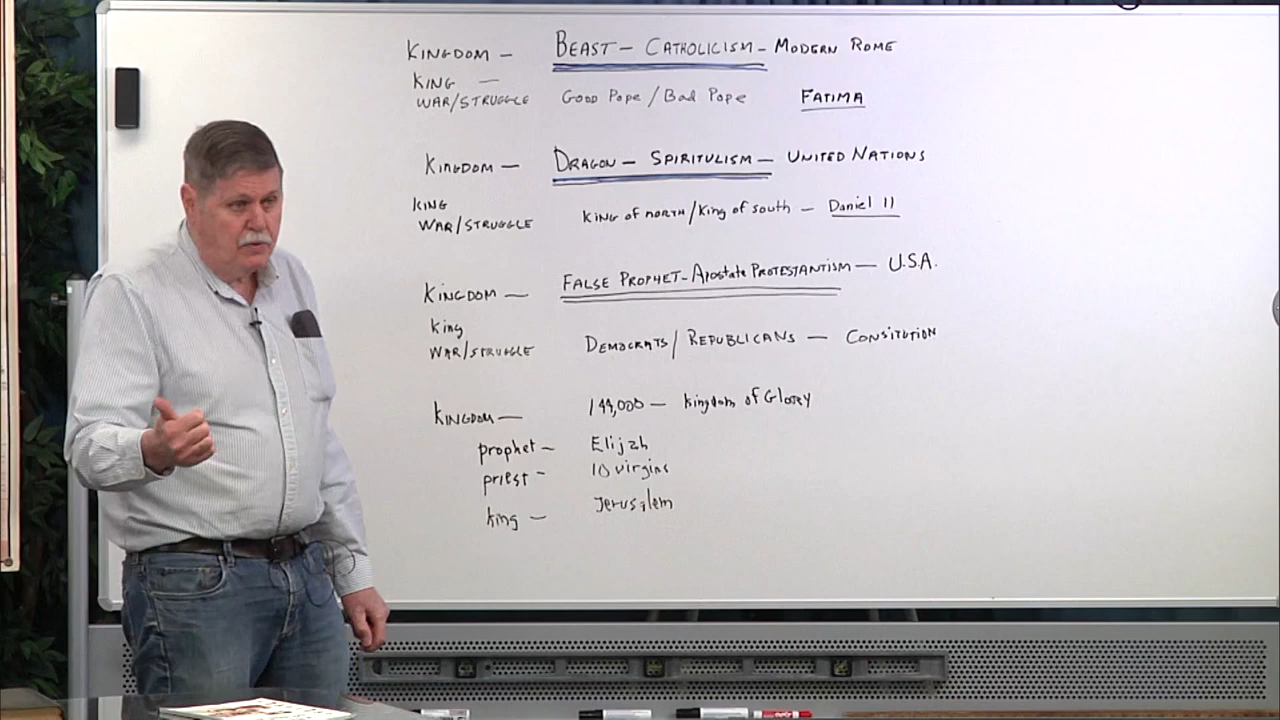 KINGDOM — BEAST — CATHOLICISM — MODERN ROME
KING —
WAR/STRUGGLE Good Pope / Bad Pope FATIMA
KINGDOM — DRAGON — SPIRITULISM — UNITED NATIONS
KING
WAR/STRUGGLE King of North/King of South — Daniel 11
KINGDOM — FALSE PROPHET - Apostate PROTESTANTISM — U.S.A.
King
WAR/STRUGGLE DEMOCRATS / REPUBLICANS — CONSITUTION
KINGDOM — 144,000 — Kingdom of Glorey
prophet — Elijah
priest - 10 virgins
King — Jerusalem